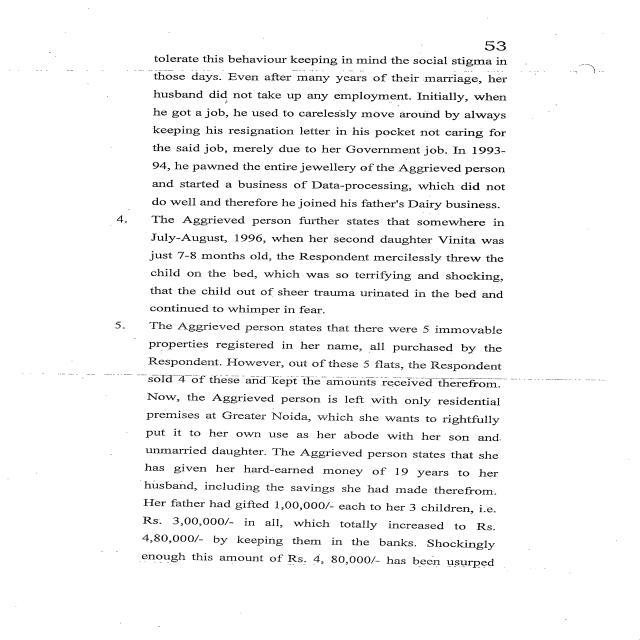 53
tolerate this behaviour keeping in mind the social stigma in
those days. Even after many years of their marriage, her
husband did not take up any employment. Initially, when
he got a job, he used to carelessly move around by always
keeping his resignation letter in his pocket not caring for
the said job, merely due to her Government job. In 1993-
94, he pawned the entire jewellery of the Aggrieved person
and started a business of Data-processing, which did not
do well and therefore he joined his father's Dairy business.
4. The Aggrieved person further states that somewhere in
July-August, 1996, when her second daughter Vinita was
just 7-8 months old, the Respondent mercilessly threw the
child on the bed, which was so terrifying and shocking,
that the child out of sheer trauma urinated in the bed and
continued to whimper in fear.
5. The Aggrieved person states that there were 5 immovable
properties registered in her name, all purchased by the
Respondent. However, out of these 5 flats, the Respondent
sold 4 of these and kept the amounts received therefrom.
Now, the Aggrieved person is left with only residential
premises at Greater Noida, which she wants to rightfully
put it to her own use as her abode with her son and
unmarried daughter. The Aggrieved person states that she
has given her hard-earned money of 19 years to her
husband, including the savings she had made therefrom.
Her father had gifted 1,00,000/- each to her 3 children, i.e.
Rs. 3,00,000/- in all, which totally increased to Rs.
4,80,000/- by keeping them in the banks. Shockingly
enough this amount of Rs. 4, 80,000/- has been usurped